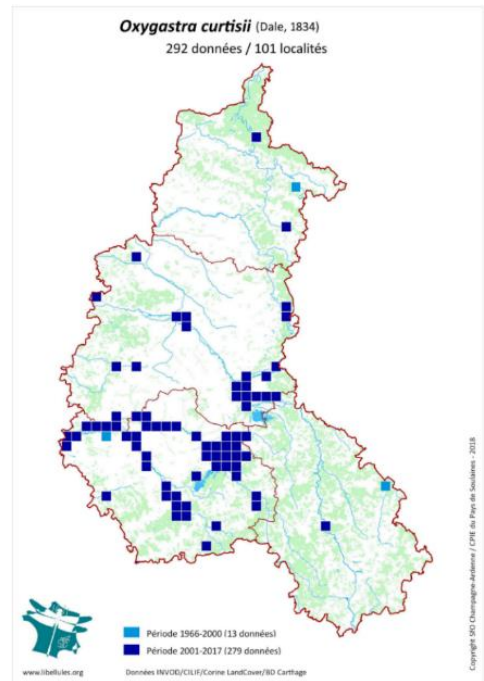 Oxygastra curtisii (Dale, 1834)
292 données / 101 localités
Copyright SFO Champagne-Ardenne / CPIE du Pays de Soulaines - 2018
Période 1966-2000 (13 données)
Période 2001-2017 (279 données)
www.libellules.org
Données INVOD/CILIF/Corine LandCover/BD Carthage